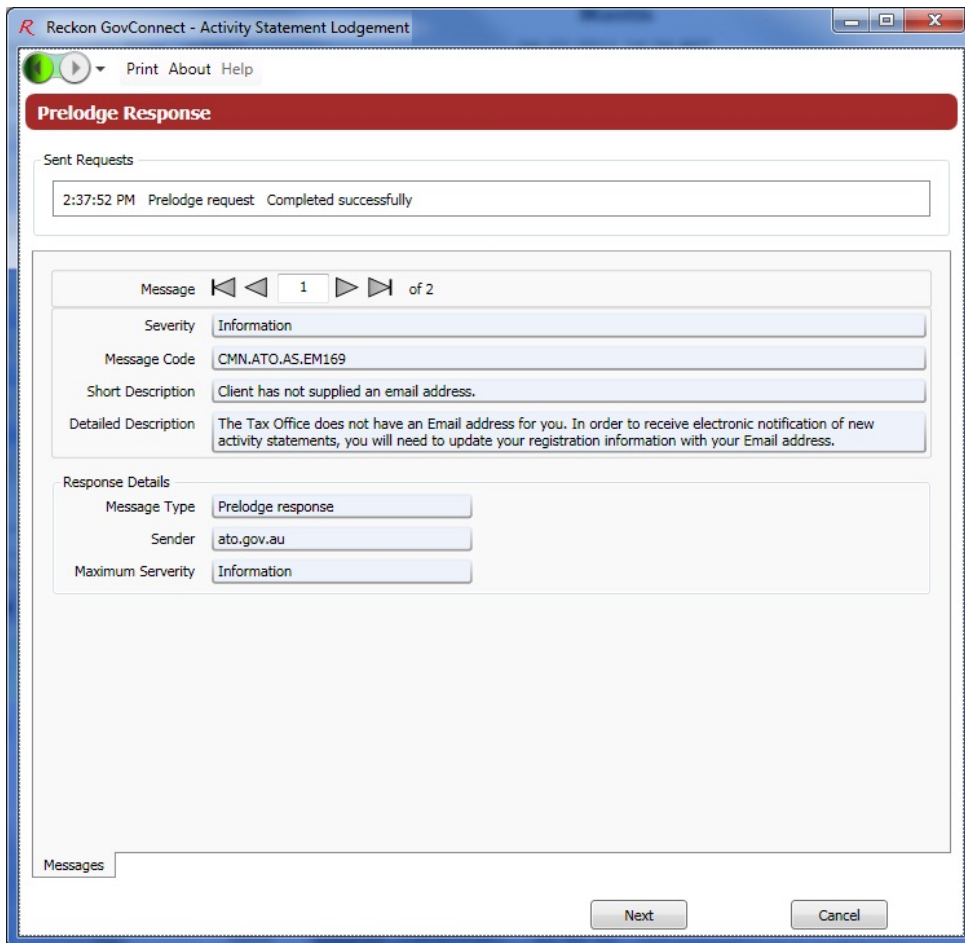 Reckon GovConnect - Activity Statement Lodgement
Print About Help
Prelodge Response
Sent Requests
2:37:52 PM Prelodge request Completed successfully
Message 1 of 2
Severity Information
Message Code CMN.ATO.AS.EM169
Short Description Client has not supplied an email address.
Detailed Description The Tax Office does not have an Email address for you. In order to receive electronic notification of new
activity statements, you will need to update your registration information with your Email address.
Response Details
Message Type Prelodge response
Sender ato.gov.au
Maximum Serverity Information
Messages
Next Cancel